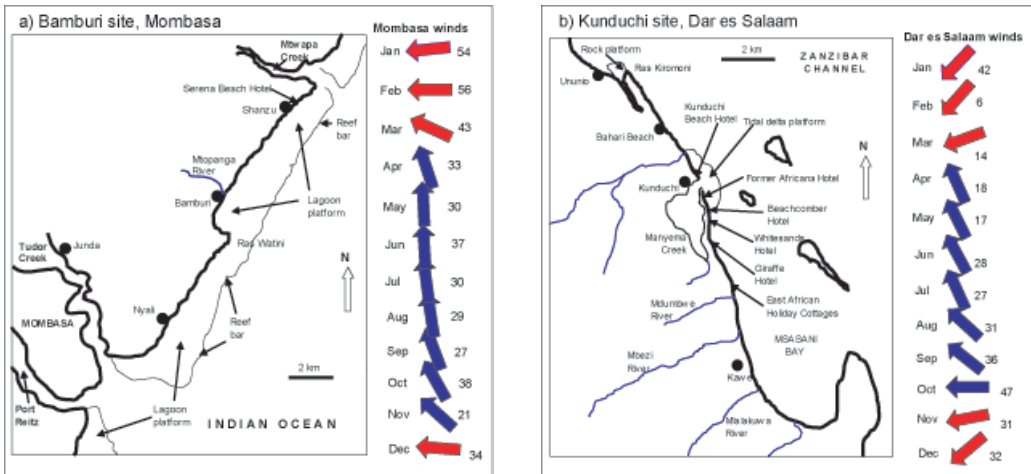 a) Bamburi site, Mombasa
Mombasa winds
Mtwapa
Creek
Serena Beach Hotel
Shanzu
Reef
bar
Mtopanga
River
Bamburi
Lagoon
platform
Ras Watini
Tudor
Creek
Junda
N
Nyali
MOMBASA
Reef
bar
2 km
Port
Reitz
Lagoon
platform
INDIAN OCEAN
Jan 54
Feb 56
Mar 43
Apr 33
May 30
Jun 37
Jul 30
Aug 29
Sep 27
Oct 38
Nov 21
Dec 34
b) Kunduchi site, Dar es Salaam
Dar es Salaam winds
Rock platform
Ras Kiromoni
2 km
ZANZIBAR
CHANNEL
Ununio
Kunduchi
Beach Hotel
Tidal delta platform
Bahari Beach
N
Kunduchi
Former Africana Hotel
Beachcomber
Hotel
Manyema
Creek
Whitesands
Hotel
Giraffe
Hotel
Mdumbwe
River
East African
Holiday Cottages
Mbezi
River
MSASANI
BAY
Kawe
Mlalakuwa
River
Jan 42
Feb 6
Mar 14
Apr 18
May 17
Jun 28
Jul 27
Aug 31
Sep 36
Oct 47
Nov 31
Dec 32